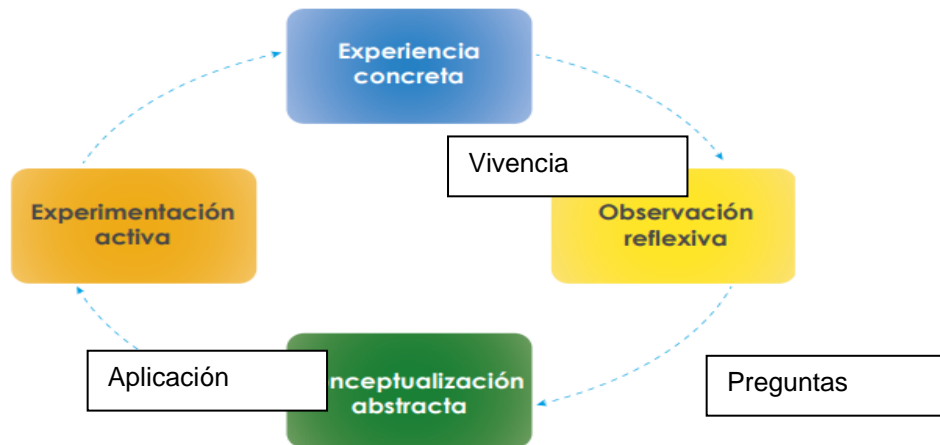 Experiencia
concreta
Vivencia
Experimentación
activa
Observación
reflexiva
Aplicación
nceptualización
abstracta
Preguntas